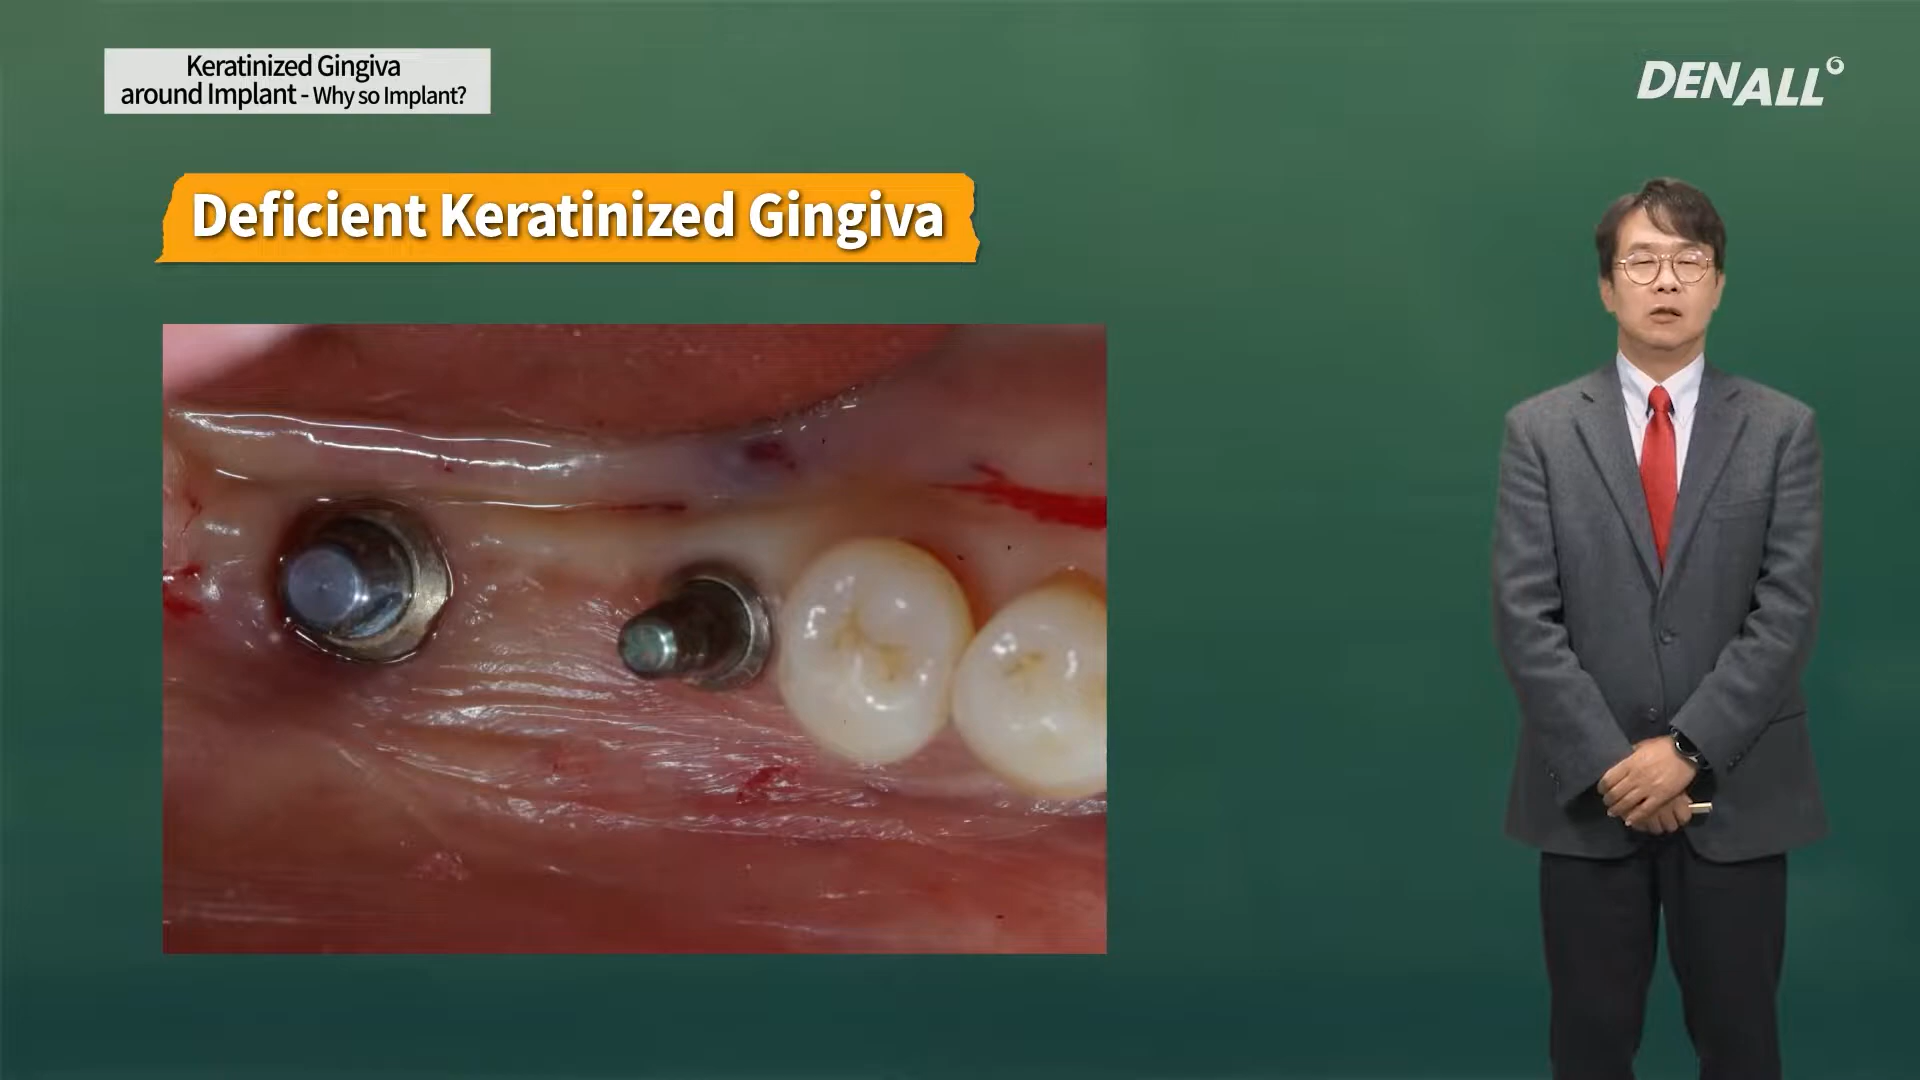 Keratinized Gingiva
around Implant - Why so Implant?
DENALL
Deficient Keratinized Gingiva